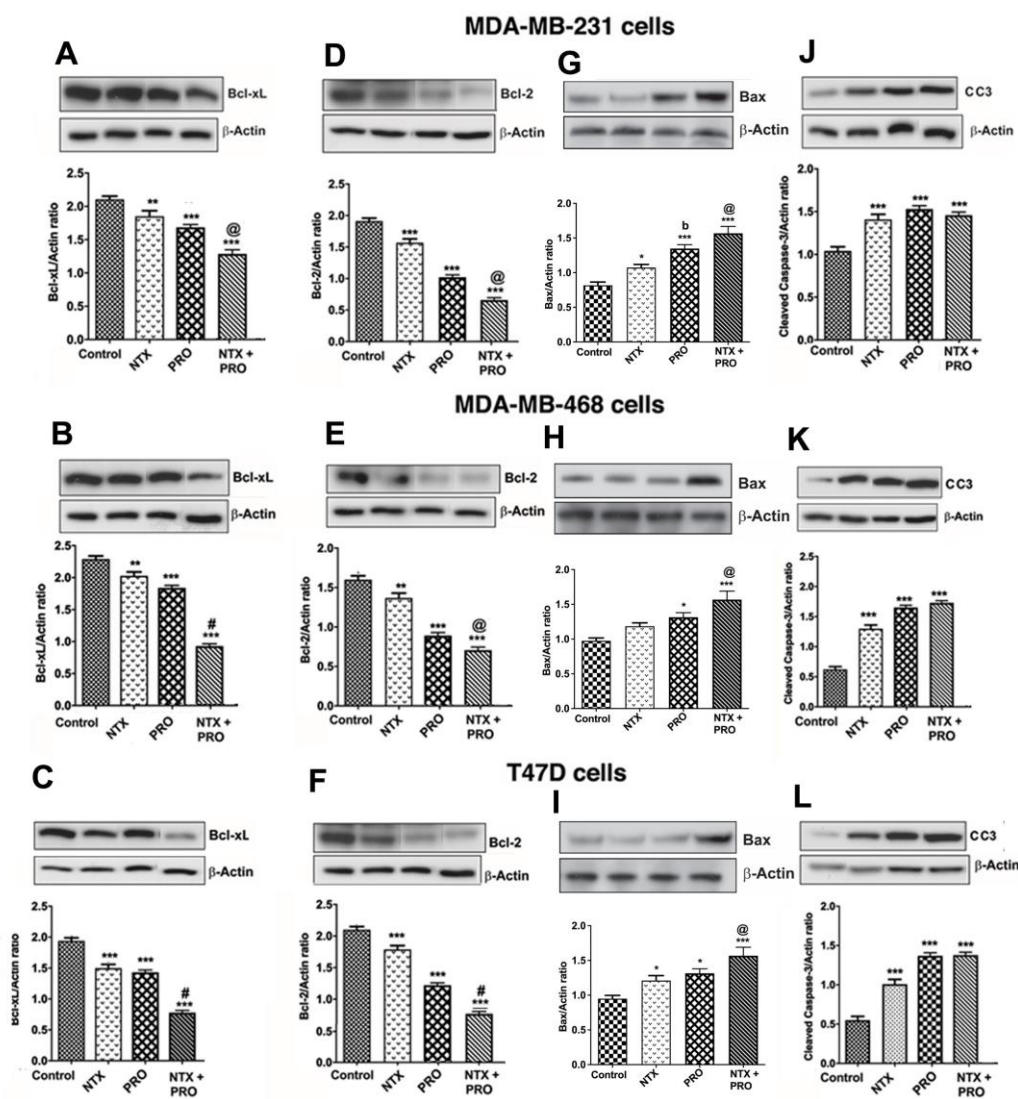 MDA-MB-231 cells
A
Bcl-xL
β-Actin
Bcl-xL/Actin ratio
2.5
2.0
1.5
1.0
0.5
0.0
**
***
@
***
Control
NTX
PRO
NTX +
PRO
D
Bcl-2
β-Actin
Bcl-2/Actin ratio
2.5
2.0
1.5
1.0
0.5
0.0
***
***
@
***
Control
NTX
PRO
NTX +
PRO
G
Bax
β-Actin
Bax/Actin ratio
2.0
1.5
1.0
0.5
0.0
*
b
***
@
***
Control
NTX
PRO
NTX +
PRO
J
CC3
β-Actin
Cleaved Caspase-3/Actin ratio
2.0
1.5
1.0
0.5
0.0
***
***
***
Control
NTX
PRO
NTX +
PRO
MDA-MB-468 cells
B
Bcl-xL
β-Actin
Bcl-xL/Actin ratio
2.5
2.0
1.5
1.0
0.5
0.0
**
***
#
***
Control
NTX
PRO
NTX +
PRO
E
Bcl-2
β-Actin
Bcl-2/Actin ratio
2.0
1.5
1.0
0.5
0.0
**
***
@
***
Control
NTX
PRO
NTX +
PRO
H
Bax
β-Actin
Bax/Actin ratio
2.0
1.5
1.0
0.5
0.0
*
@
***
Control
NTX
PRO
NTX +
PRO
K
CC3
β-Actin
Cleaved Caspase-3/Actin ratio
2.5
2.0
1.5
1.0
0.5
0.0
***
***
***
Control
NTX
PRO
NTX +
PRO
T47D cells
C
Bcl-xL
β-Actin
Bcl-xL/Actin ratio
2.5
2.0
1.5
1.0
0.5
0.0
***
***
#
***
Control
NTX
PRO
NTX +
PRO
F
Bcl-2
β-Actin
Bcl-2/Actin ratio
2.5
2.0
1.5
1.0
0.5
0.0
***
***
#
***
Control
NTX
PRO
NTX +
PRO
I
Bax
β-Actin
Bax/Actin ratio
2.0
1.5
1.0
0.5
0.0
*
*
@
***
Control
NTX
PRO
NTX +
PRO
L
CC3
β-Actin
Cleaved Caspase-3/Actin ratio
2.0
1.5
1.0
0.5
0.0
***
***
***
Control
NTX
PRO
NTX +
PRO